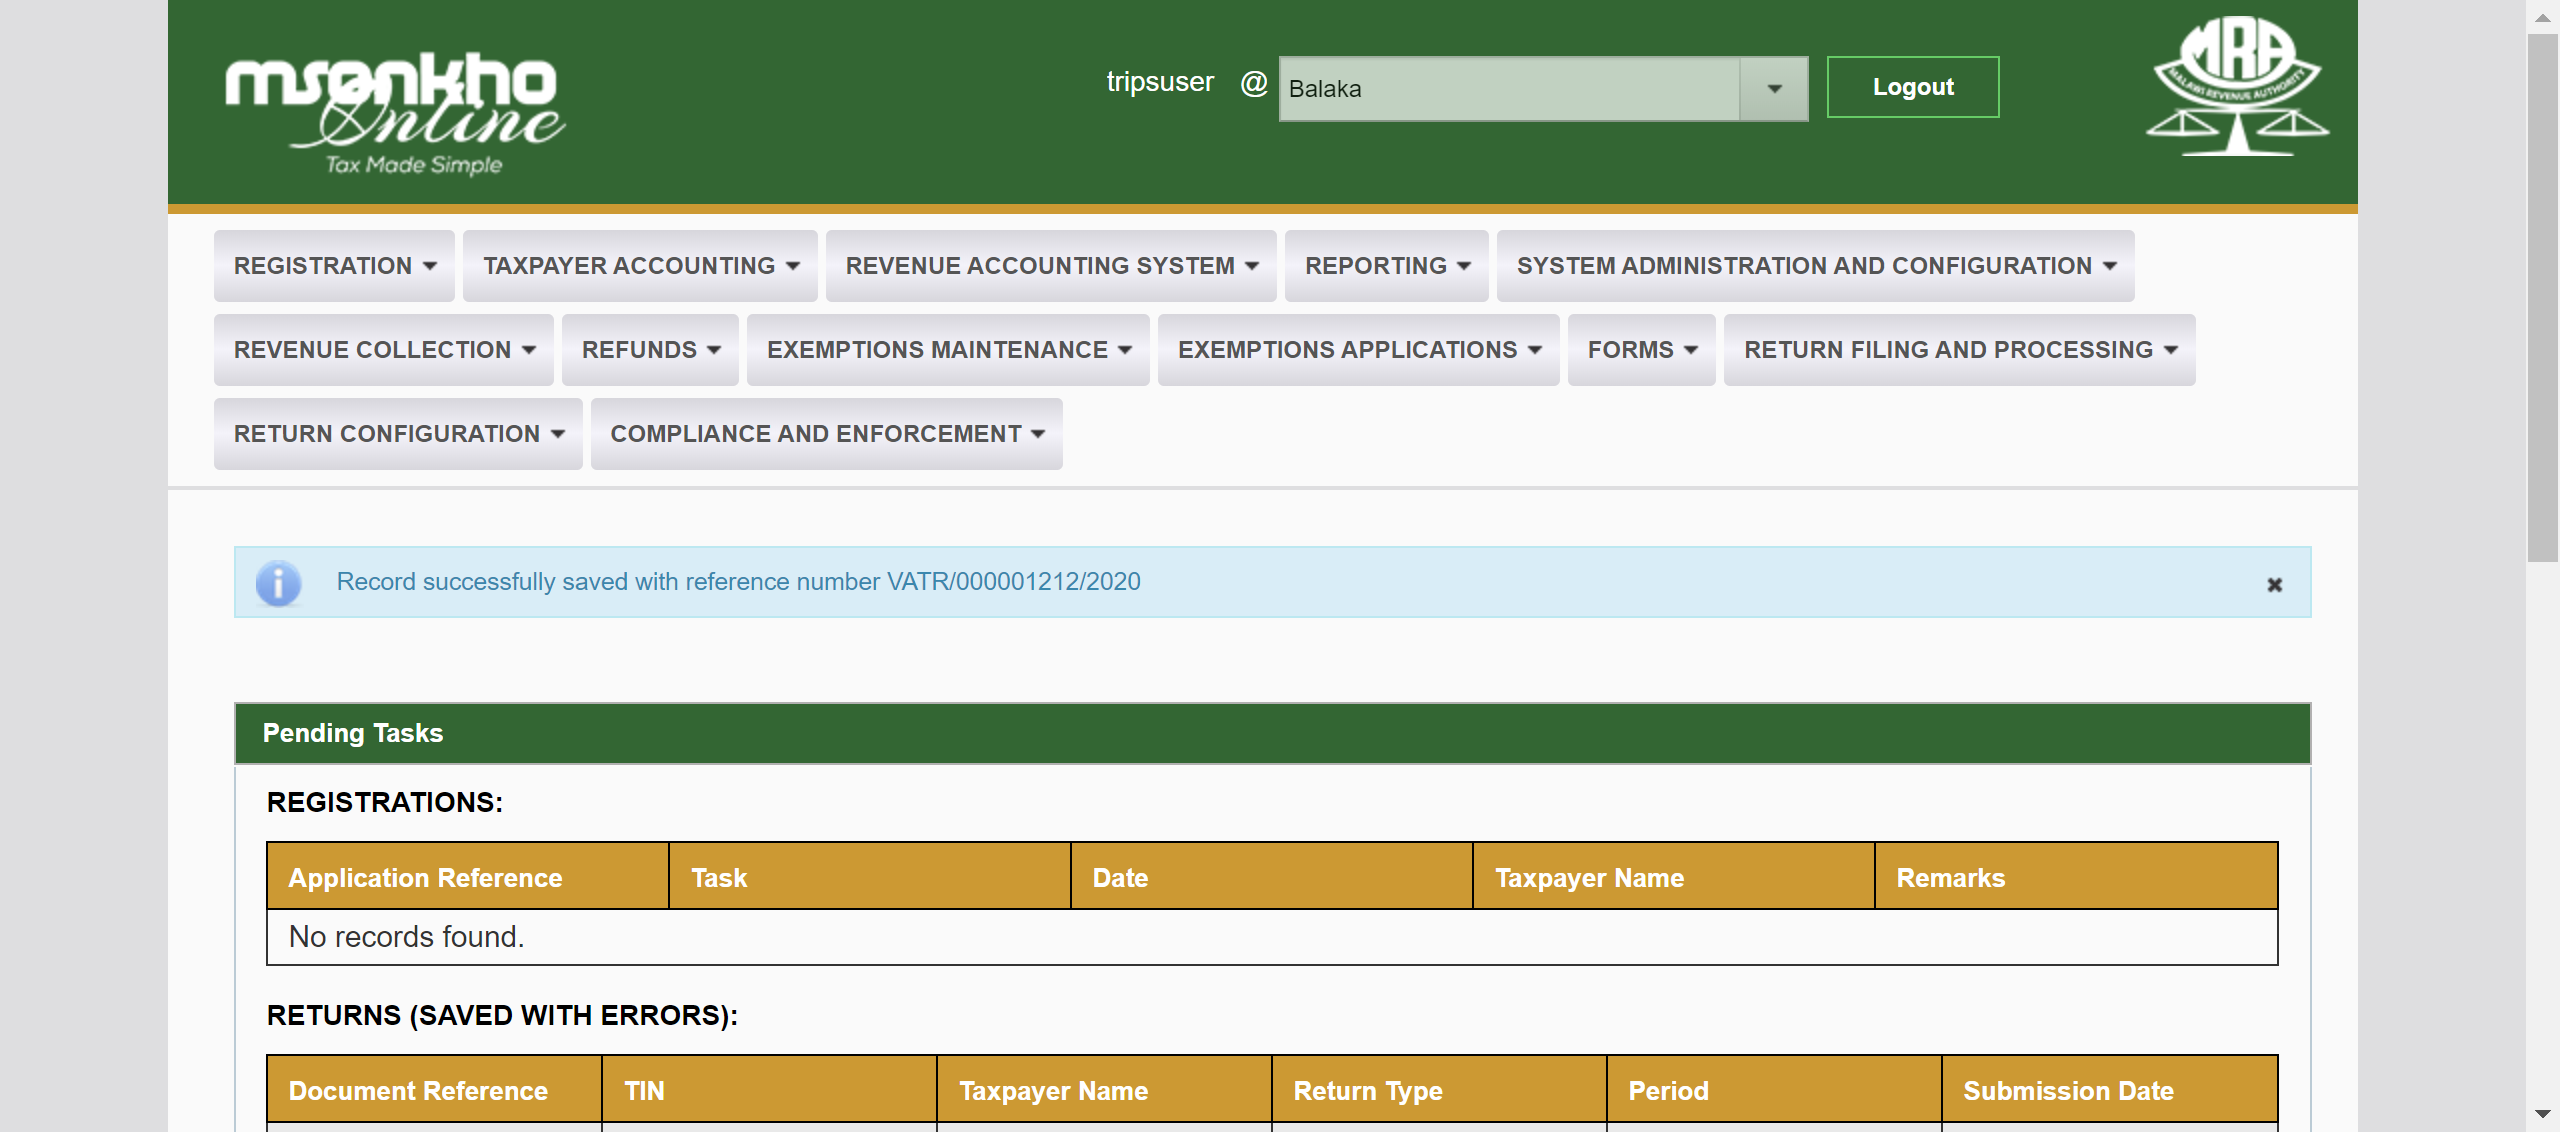 msonkho
Online
Tax Made Simple
tripsuser @ Balaka
Logout
MRA
MALAWI REVENUE AUTHORITY
REGISTRATION TAXPAYER ACCOUNTING REVENUE ACCOUNTING SYSTEM REPORTING SYSTEM ADMINISTRATION AND CONFIGURATION
REVENUE COLLECTION REFUNDS EXEMPTIONS MAINTENANCE EXEMPTIONS APPLICATIONS FORMS RETURN FILING AND PROCESSING
RETURN CONFIGURATION COMPLIANCE AND ENFORCEMENT
Record successfully saved with reference number VATR/000001212/2020
Pending Tasks
REGISTRATIONS:
Application Reference Task Date Taxpayer Name Remarks
No records found.
RETURNS (SAVED WITH ERRORS):
Document Reference TIN Taxpayer Name Return Type Period Submission Date